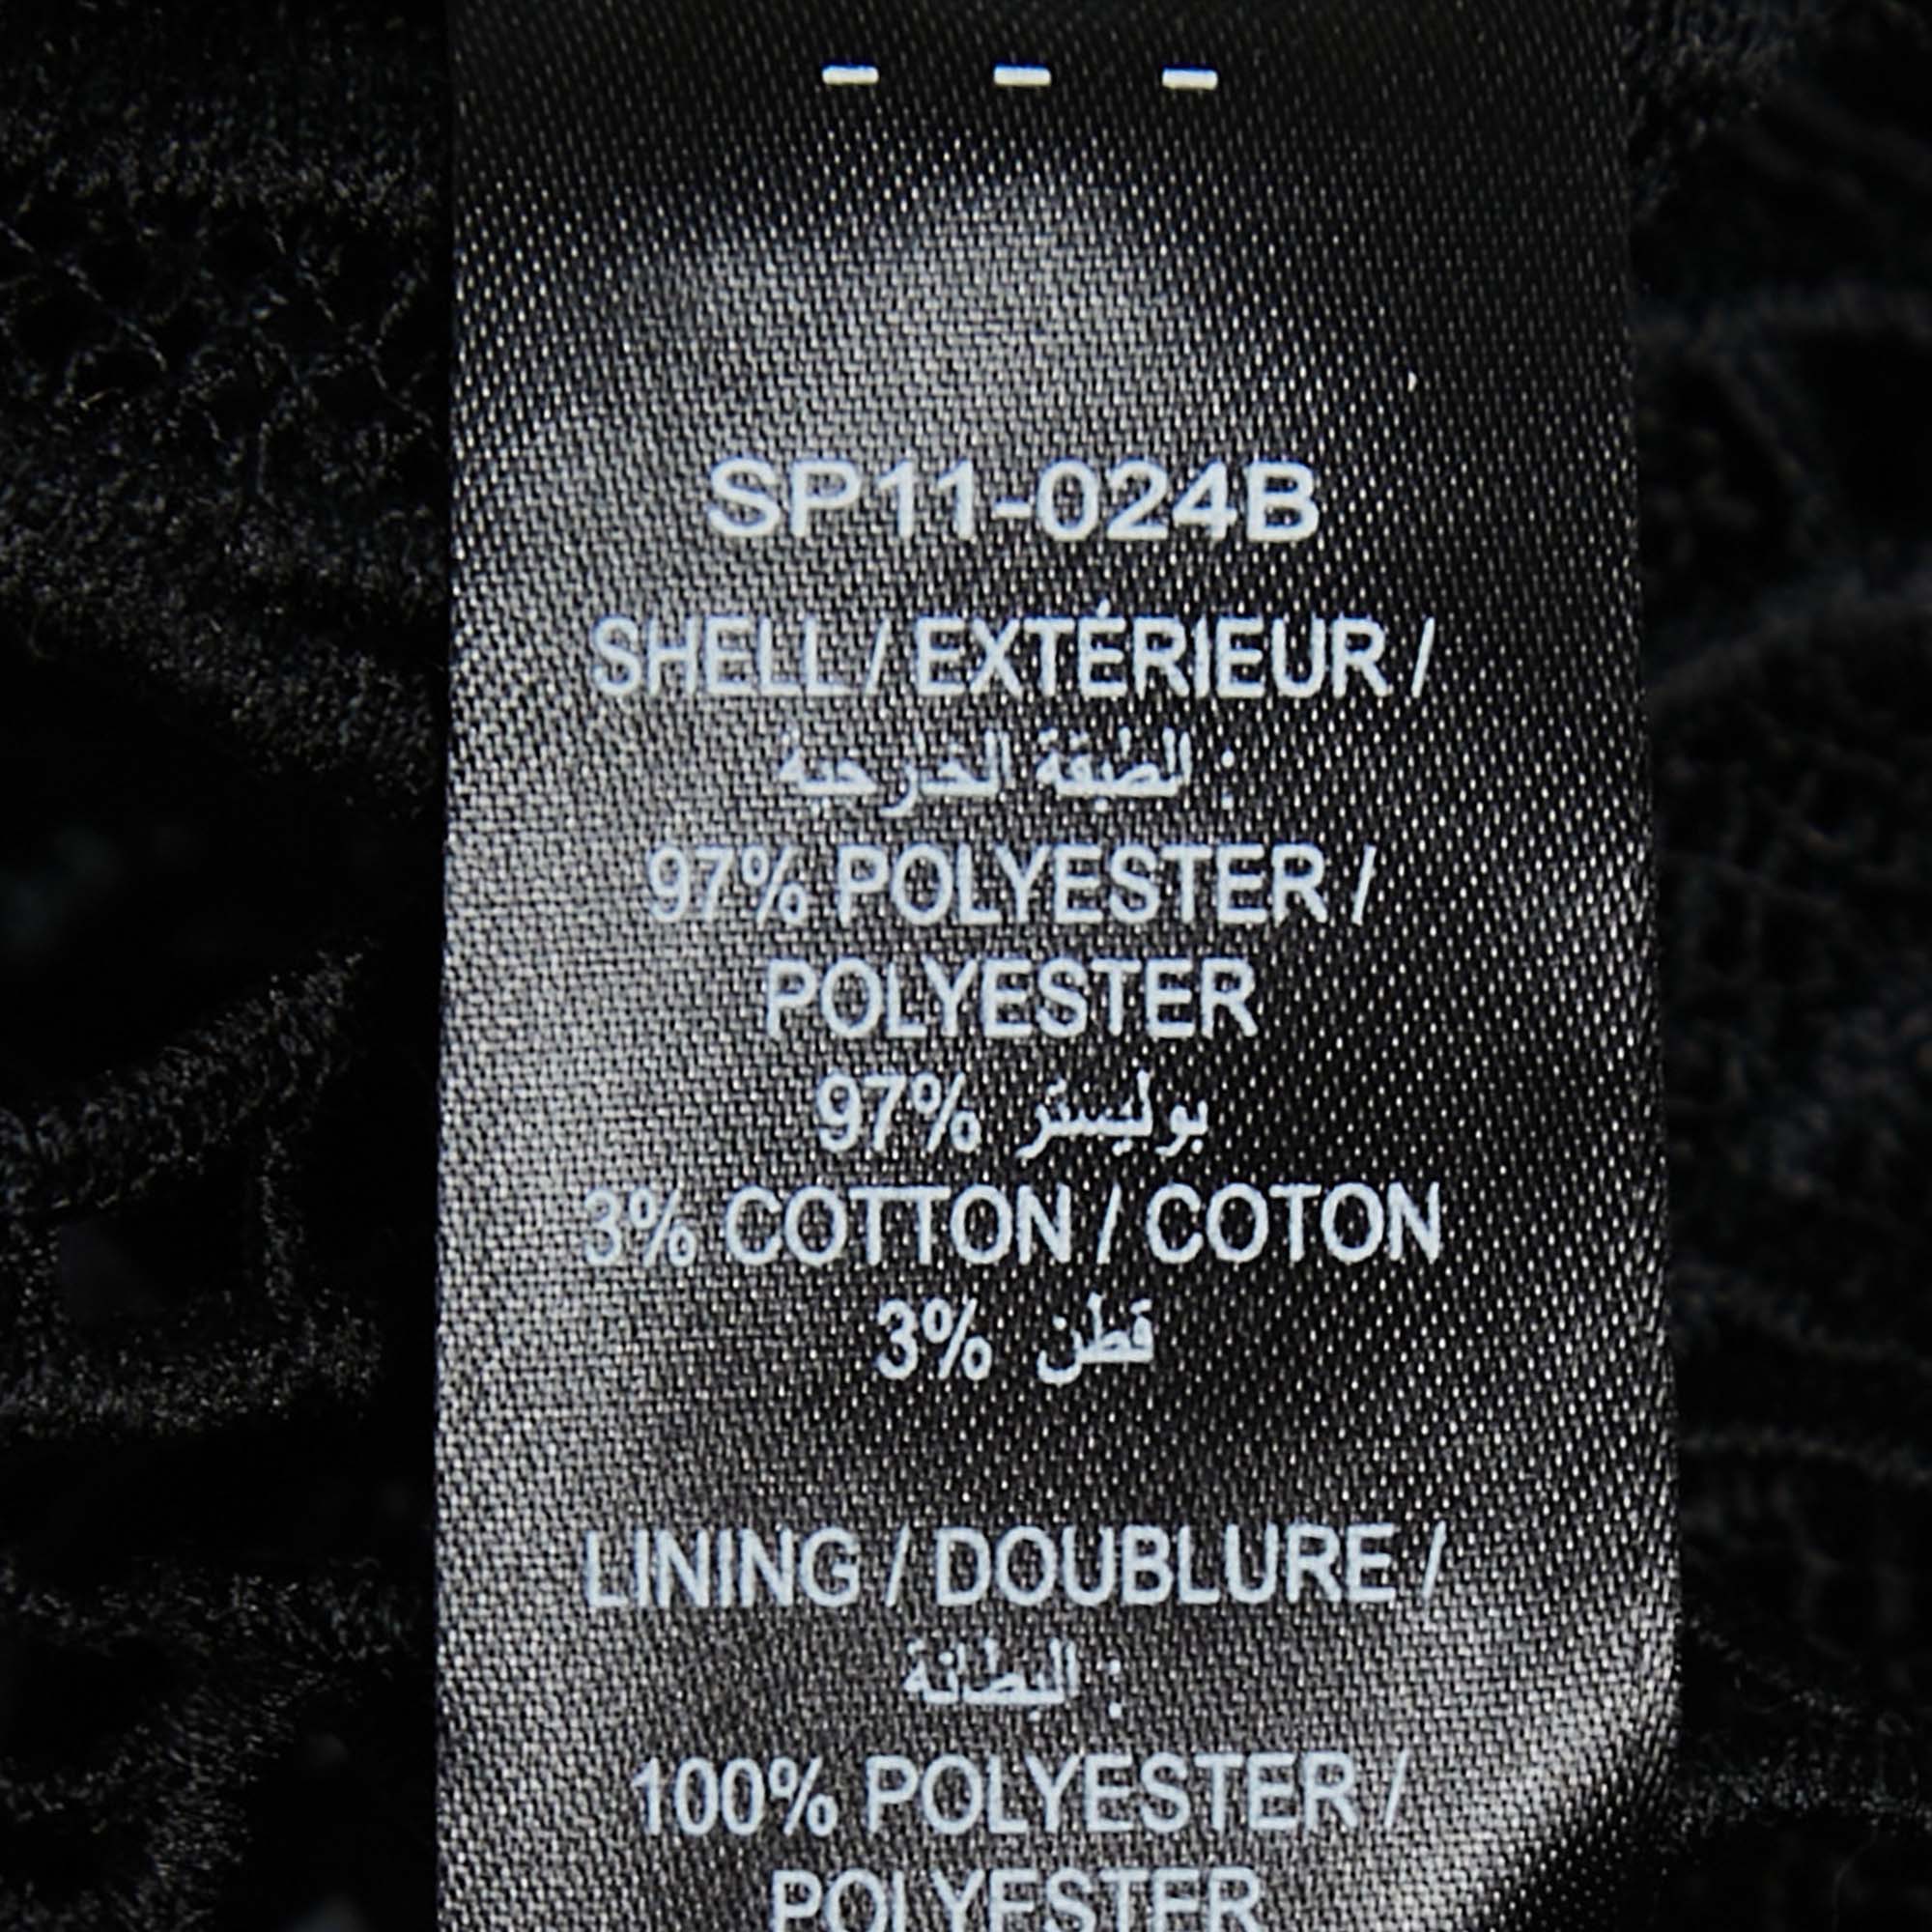 SP11-024B
SHELL / EXTÉRIEUR /
الطبقة الخارجية :
97% POLYESTER /
POLYESTER
97% بوليستر
3% COTTON / COTON
3% قطن
LINING / DOUBLURE /
البطانة :
100% POLYESTER /
POLYESTER